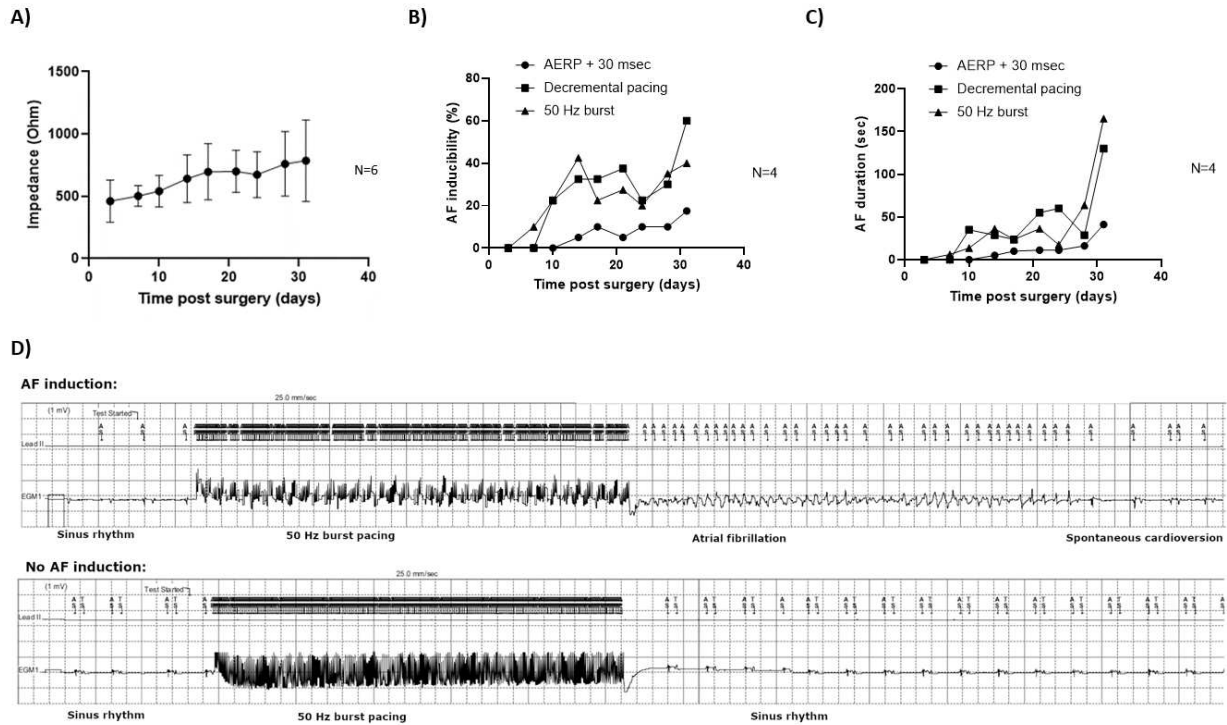 A)
1500
1000
500
0
Impedance (Ohm)
0 10 20 30 40
Time post surgery (days)
N=6
B)
AERP + 30 msec
Decremental pacing
50 Hz burst
80
60
40
20
0
AF inducibility (%)
0 10 20 30 40
Time post surgery (days)
N=4
C)
AERP + 30 msec
Decremental pacing
50 Hz burst
200
150
100
50
0
AF duration (sec)
0 10 20 30 40
Time post surgery (days)
N=4
D)
AF induction:
25.0 mm/sec
(1 mV)
Test Started
Lead II
EGM1
Sinus rhythm 50 Hz burst pacing Atrial fibrillation Spontaneous cardioversion
No AF induction:
25.0 mm/sec
(1 mV)
Test Started
Lead II
EGM1
Sinus rhythm 50 Hz burst pacing Sinus rhythm